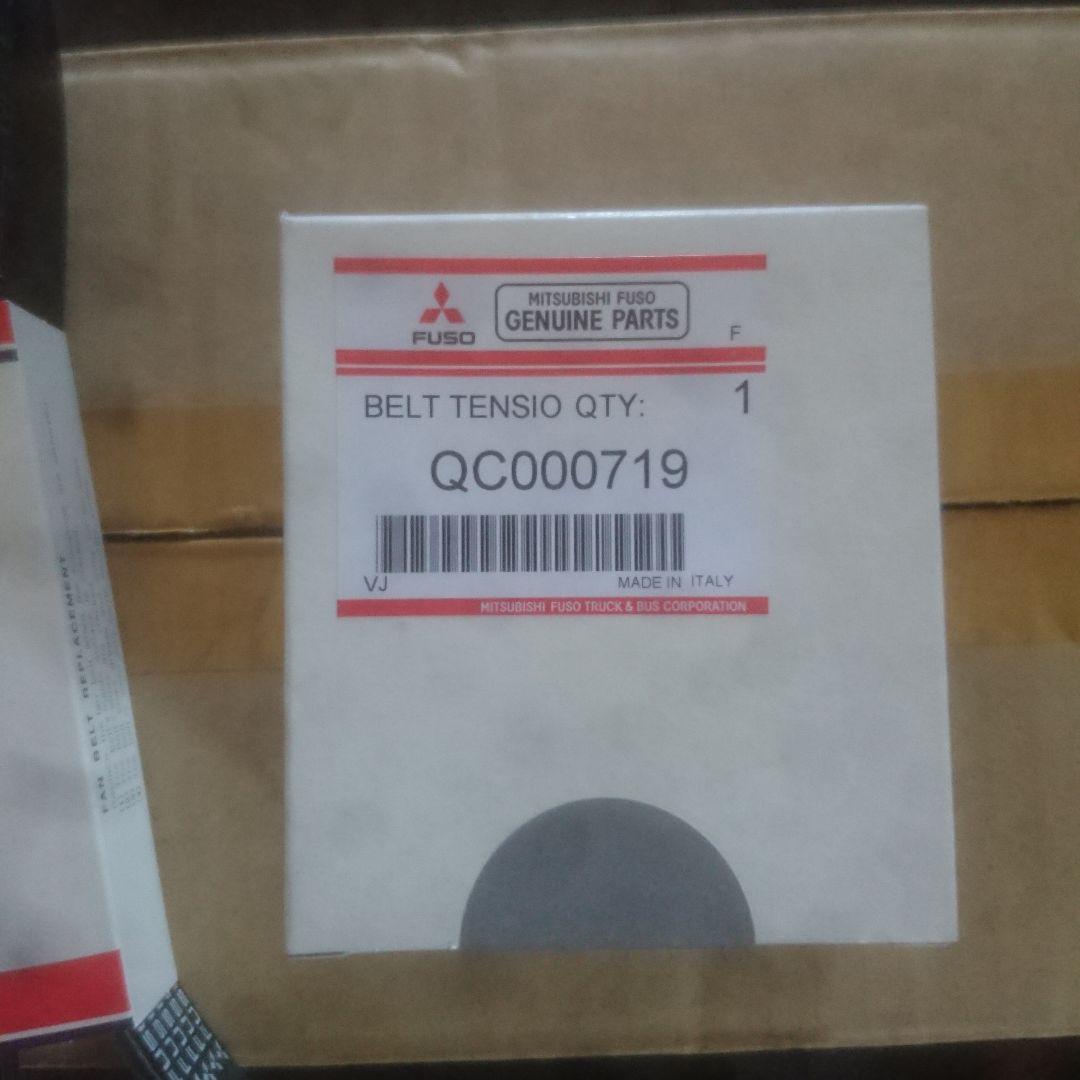 FUSO
MITSUBISHI FUSO
GENUINE PARTS
F
BELT TENSIO QTY: 1
QC000719
VJ
MADE IN ITALY
MITSUBISHI FUSO TRUCK & BUS CORPORATION
FAN BELT REPLACEMENT